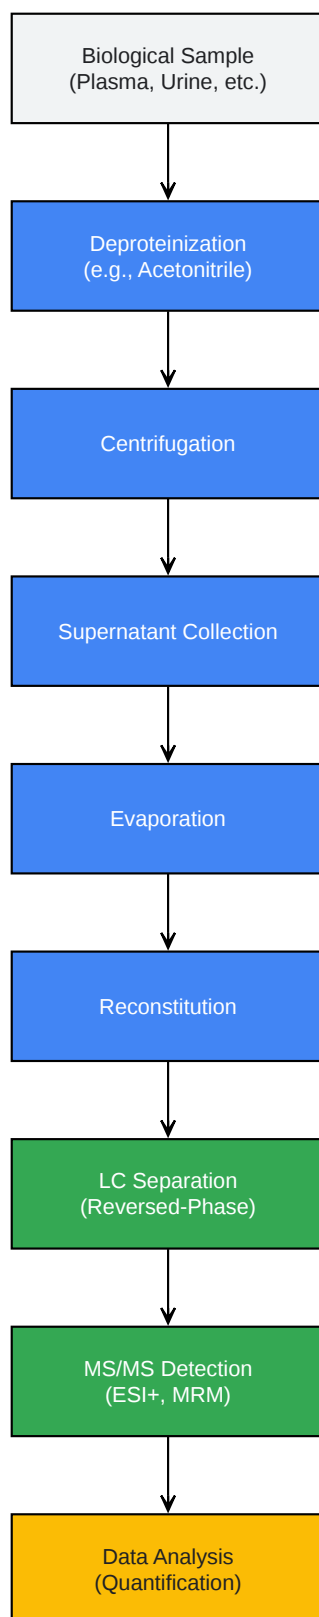 Biological Sample
(Plasma, Urine, etc.)
Deproteinization
(e.g., Acetonitrile)
Centrifugation
Supernatant Collection
Evaporation
Reconstitution
LC Separation
(Reversed-Phase)
MS/MS Detection
(ESI+, MRM)
Data Analysis
(Quantification)